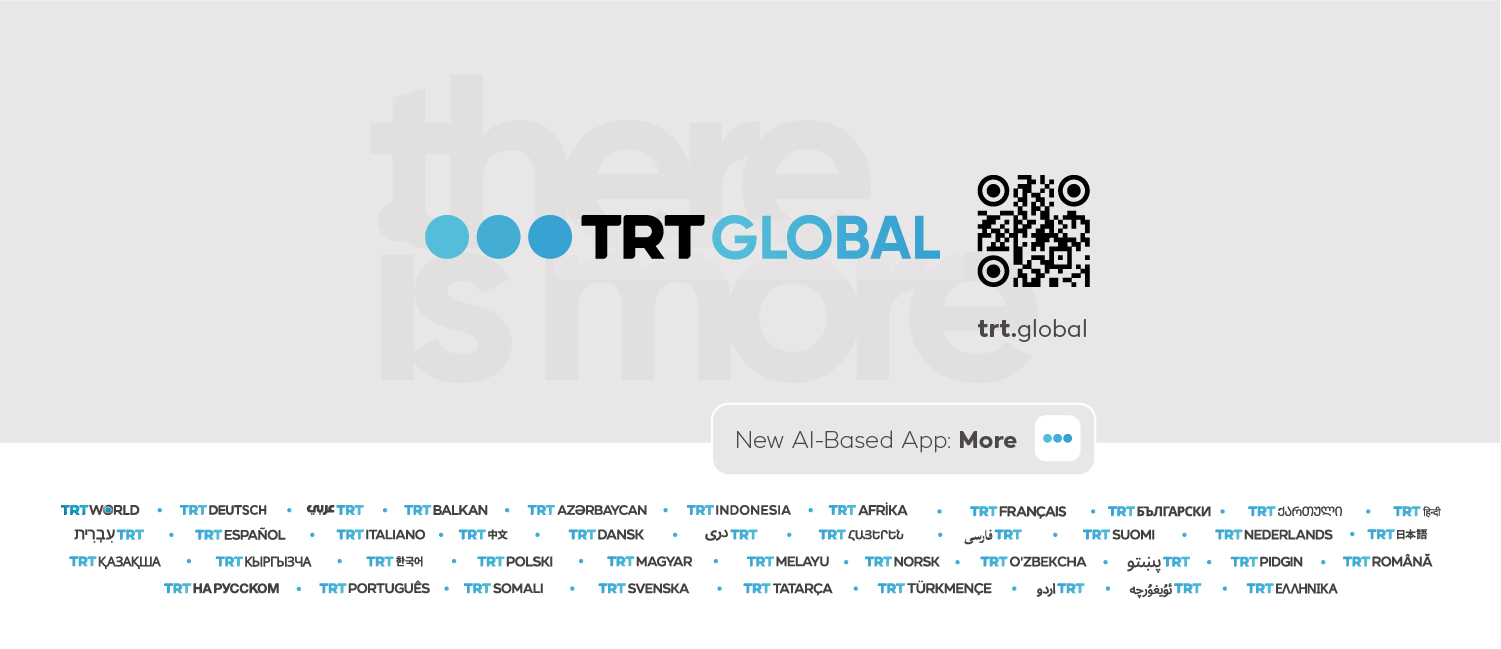 there
is more
TRT GLOBAL
trt.global
New AI-Based App: More
TRT WORLD • TRT DEUTSCH • TRT عربي • TRT BALKAN • TRT AZƏRBAYCAN • TRT INDONESIA • TRT AFRİKA • TRT FRANÇAIS • TRT БЪЛГАРСКИ • TRT ᲥᲐᲠᲗᲣᲚᲘ • TRT हिन्दी
TRT עִבְרִית • TRT ESPAÑOL • TRT ITALIANO • TRT 中文 • TRT DANSK • TRT دری • TRT ՀԱՅԵՐԵՆ • TRT فارسی • TRT SUOMI • TRT NEDERLANDS • TRT 日本語
TRT ҚАЗАҚША • TRT КЫРГЫЗЧА • TRT 한국어 • TRT POLSKI • TRT MAGYAR • TRT MELAYU • TRT NORSK • TRT O'ZBEKCHA • TRT پښتو • TRT PIDGIN • TRT ROMÂNĂ
TRT НА РУССКОМ • TRT PORTUGUÊS • TRT SOMALI • TRT SVENSKA • TRT TATARÇA • TRT TÜRKMENÇE • TRT اردو • TRT ئۇيغۇرچە • TRT ΕΛΛΗΝΙΚΑ